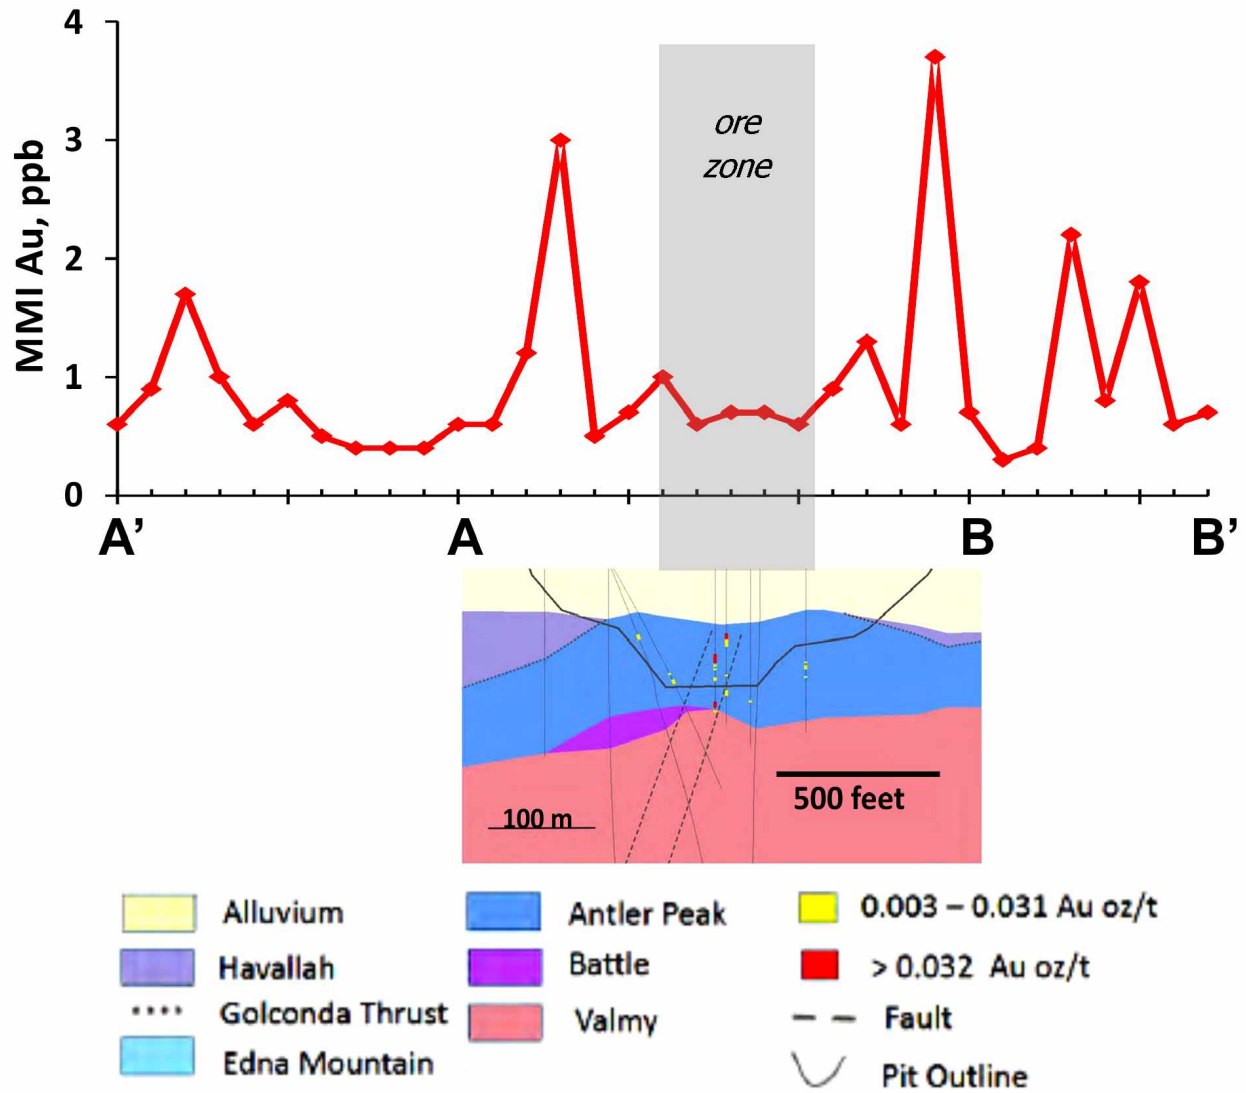 4
3
2
1
0
MMI Au, ppb
ore
zone
A’
A
B
B’
500 feet
100 m
Alluvium
Havallah
Golconda Thrust
Edna Mountain
Antler Peak
Battle
Valmy
0.003 – 0.031 Au oz/t
> 0.032 Au oz/t
Fault
Pit Outline